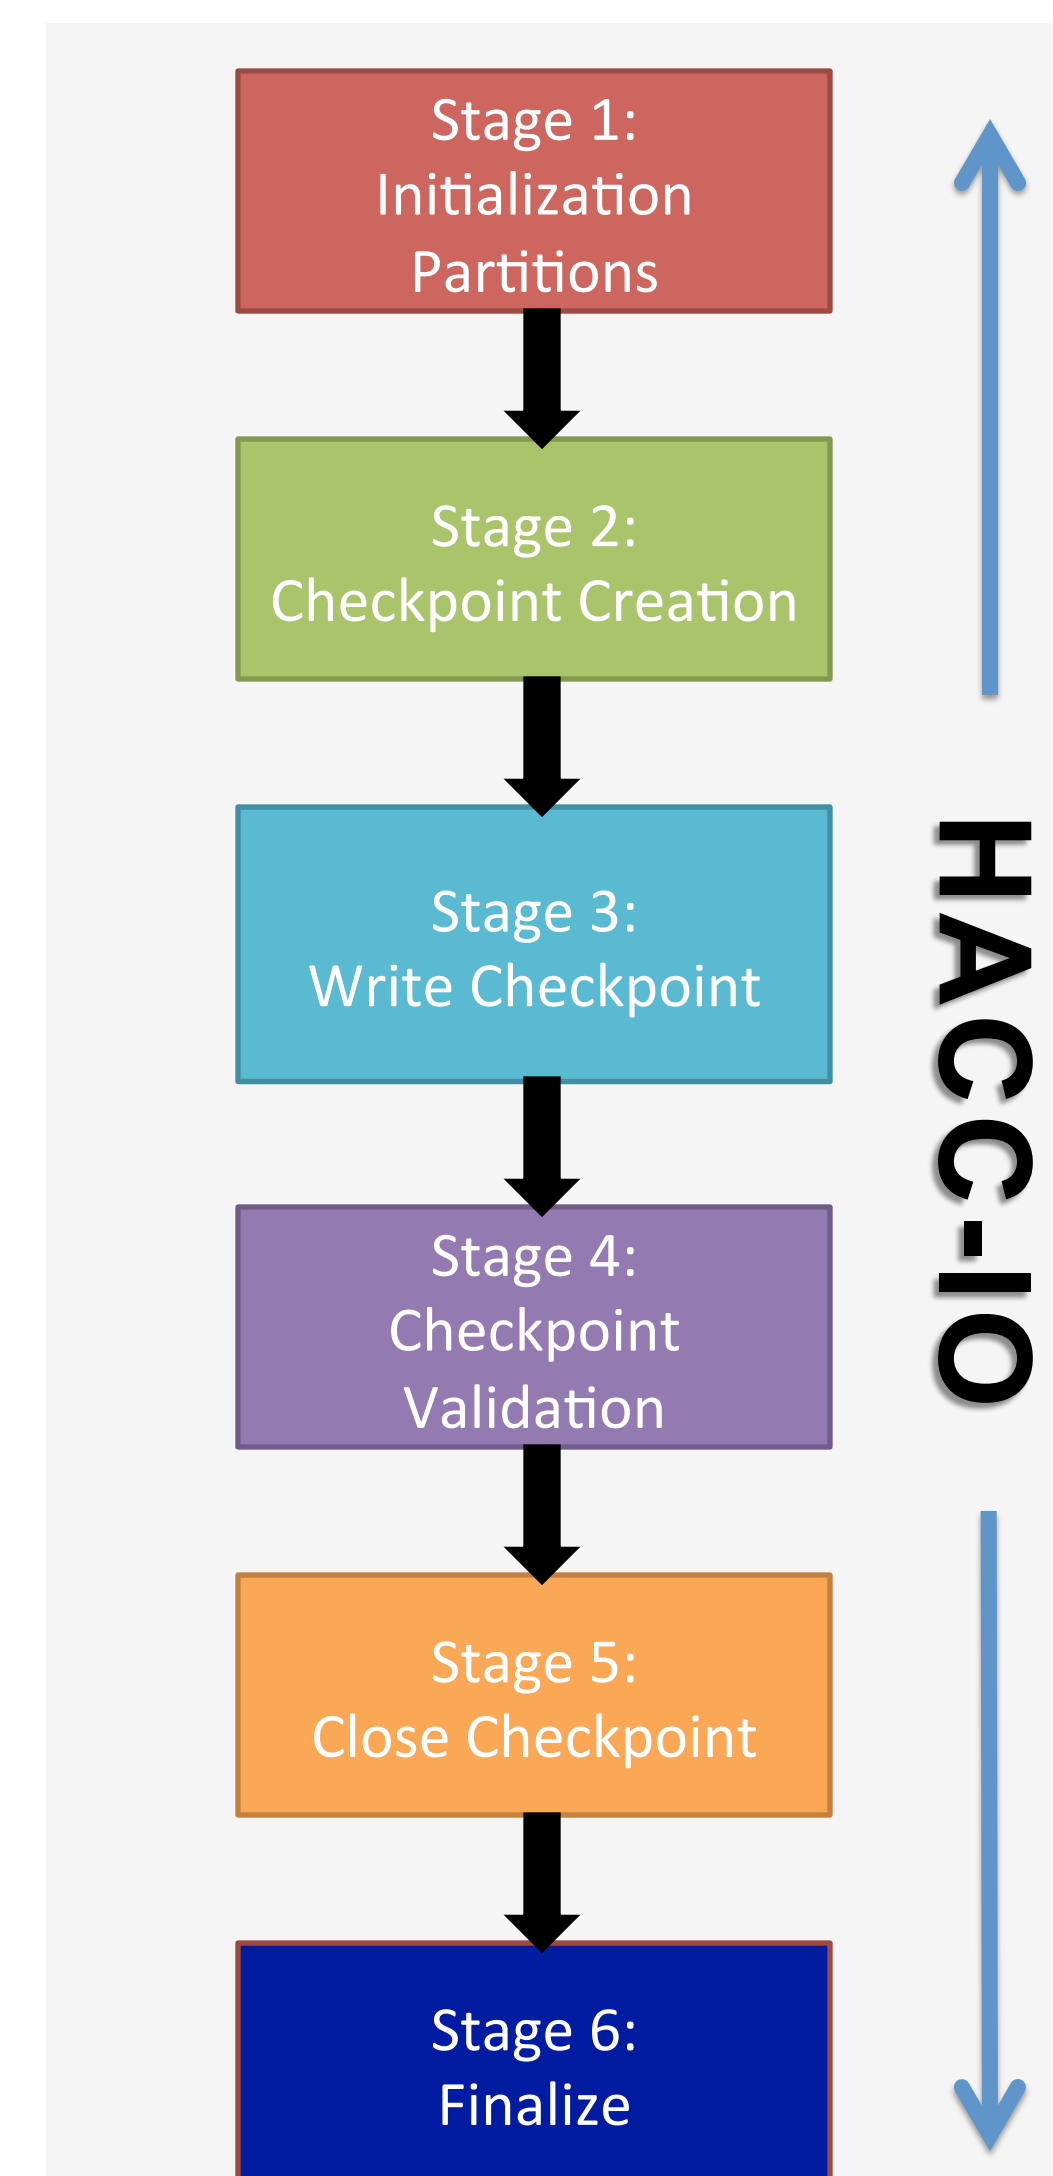 Stage 1:
Initialization
Partitions
Stage 2:
Checkpoint Creation
Stage 3:
Write Checkpoint
Stage 4:
Checkpoint
Validation
Stage 5:
Close Checkpoint
Stage 6:
Finalize
HACC-IO